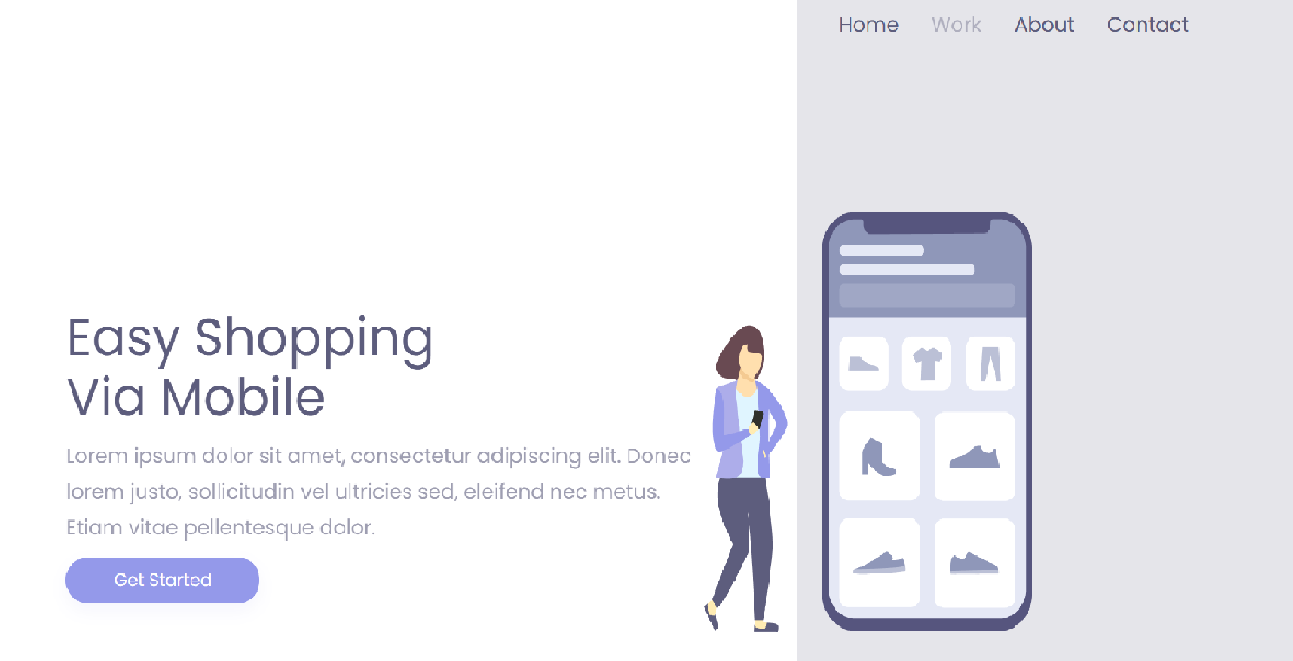 Home Work About Contact
Easy Shopping
Via Mobile
Lorem ipsum dolor sit amet, consectetur adipiscing elit. Donec
lorem justo, sollicitudin vel ultricies sed, eleifend nec metus.
Etiam vitae pellentesque dolor.
Get Started